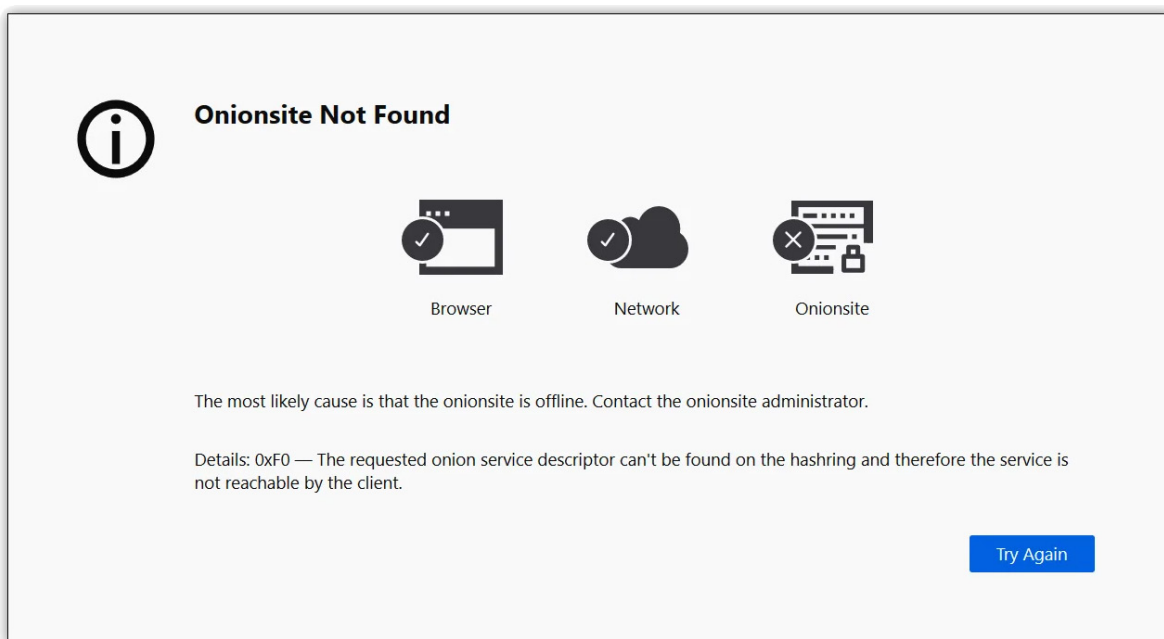 Onionsite Not Found
Browser
Network
Onionsite
The most likely cause is that the onionsite is offline. Contact the onionsite administrator.
Details: 0xF0 — The requested onion service descriptor can't be found on the hashring and therefore the service is
not reachable by the client.
Try Again